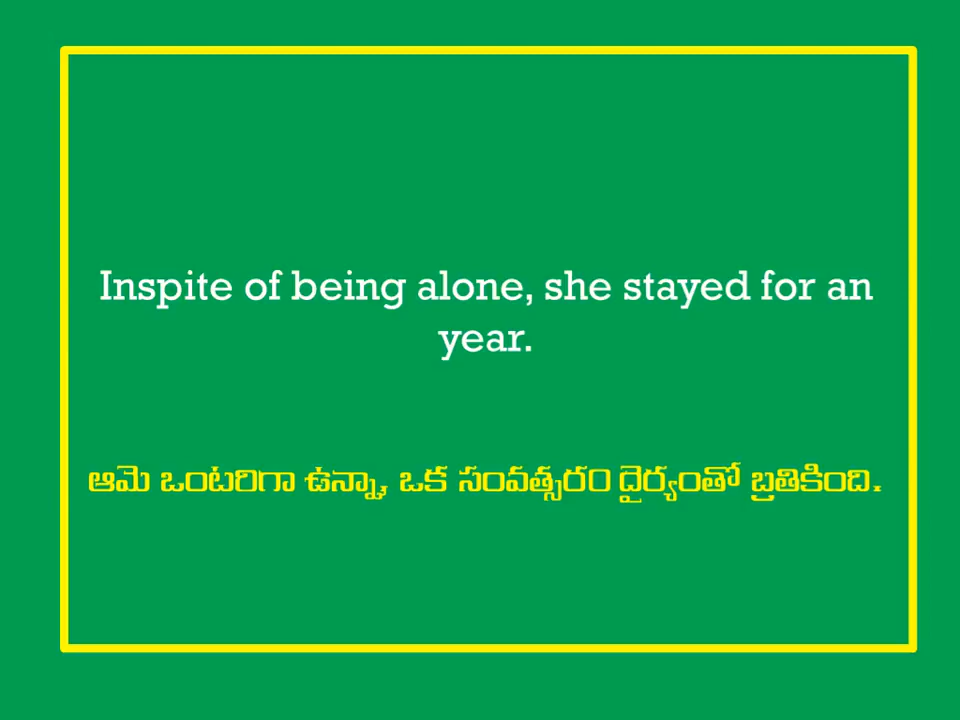 Inspite of being alone, she stayed for an
year.
ఆమె ఒంటరిగా ఉన్నా, ఒక సంవత్సరం ధైర్యంతో బ్రతికింది.